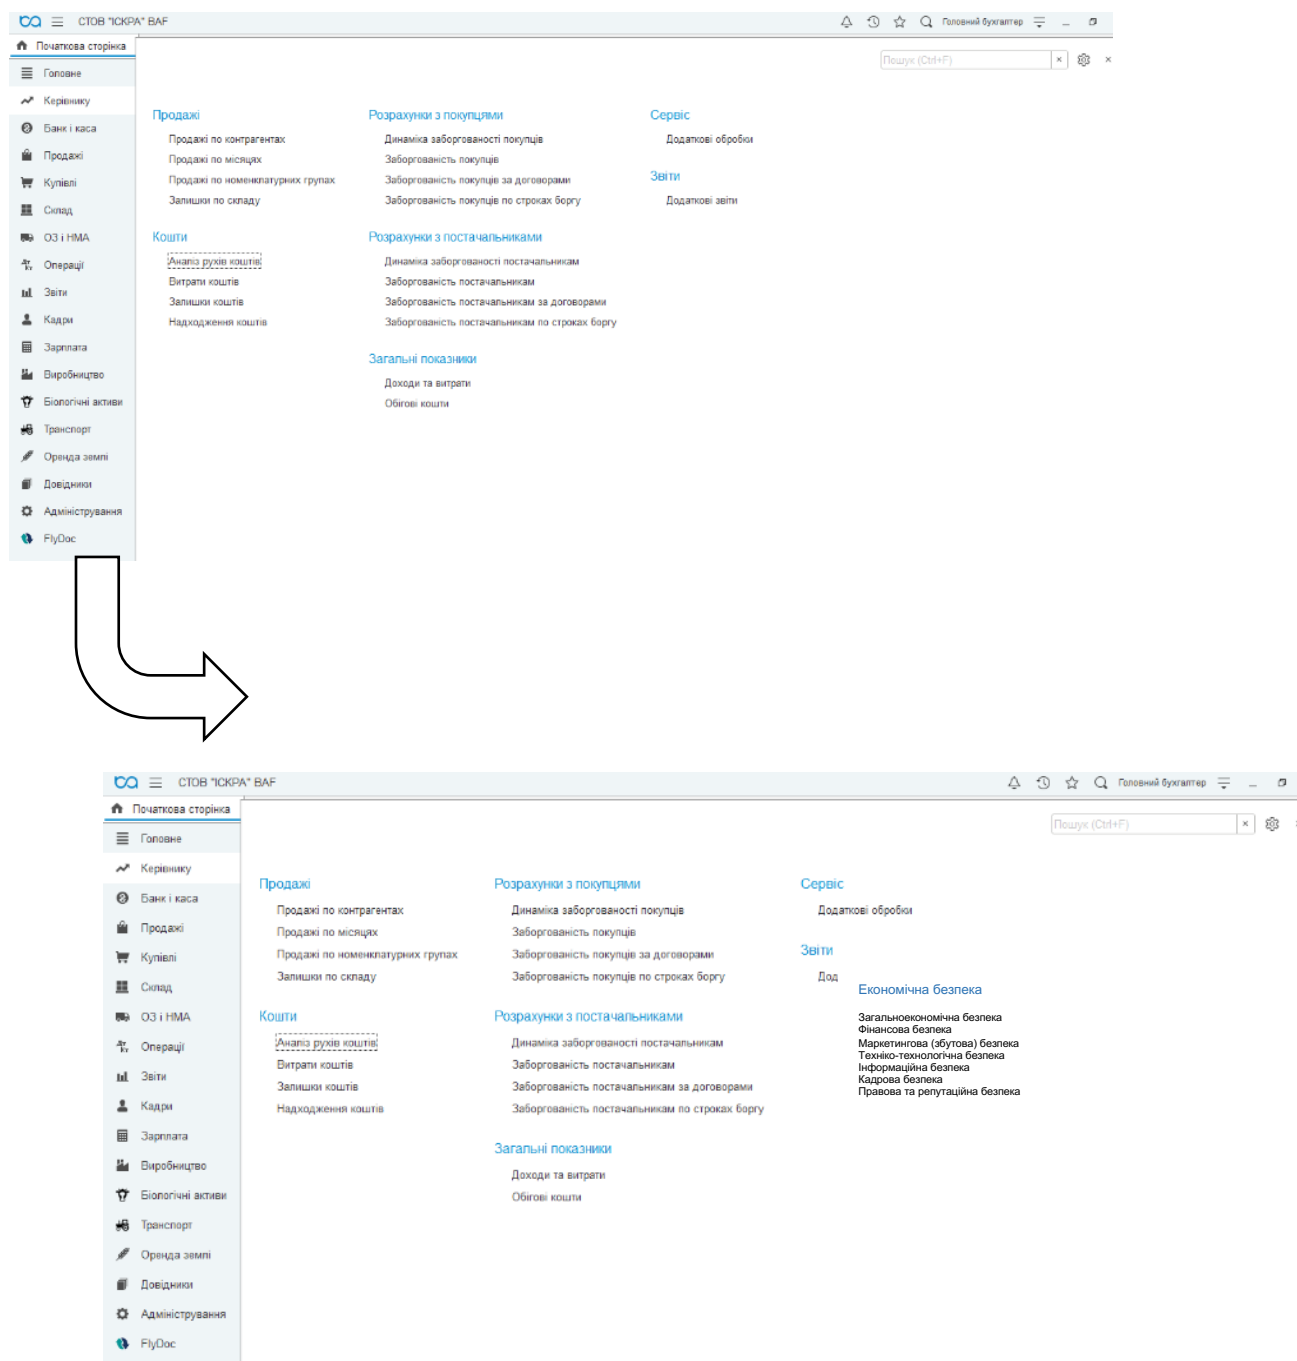 СТОВ "ІСКРА" BAF
Головний бухгалтер
Початкова сторінка
Пошук (Ctrl+F)
Головне
Керівнику
Банк і каса
Продажі
Купівлі
Склад
ОЗ і НМА
Операції
Звіти
Кадри
Зарплата
Виробництво
Біологічні активи
Транспорт
Оренда землі
Довідники
Адміністрування
FlyDoc
Продажі
Продажі по контрагентах
Продажі по місяцях
Продажі по номенклатурних групах
Залишки по складу
Кошти
Аналіз рухів коштів
Витрати коштів
Залишки коштів
Надходження коштів
Розрахунки з покупцями
Динаміка заборгованості покупців
Заборгованість покупців
Заборгованість покупців за договорами
Заборгованість покупців по строках боргу
Розрахунки з постачальниками
Динаміка заборгованості постачальникам
Заборгованість постачальникам
Заборгованість постачальникам за договорами
Заборгованість постачальникам по строках боргу
Загальні показники
Доходи та витрати
Обігові кошти
Сервіс
Додаткові обробки
Звіти
Додаткові звіти
СТОВ "ІСКРА" BAF
Головний бухгалтер
Початкова сторінка
Пошук (Ctrl+F)
Головне
Керівнику
Банк і каса
Продажі
Купівлі
Склад
ОЗ і НМА
Операції
Звіти
Кадри
Зарплата
Виробництво
Біологічні активи
Транспорт
Оренда землі
Довідники
Адміністрування
FlyDoc
Продажі
Продажі по контрагентах
Продажі по місяцях
Продажі по номенклатурних групах
Залишки по складу
Кошти
Аналіз рухів коштів
Витрати коштів
Залишки коштів
Надходження коштів
Розрахунки з покупцями
Динаміка заборгованості покупців
Заборгованість покупців
Заборгованість покупців за договорами
Заборгованість покупців по строках боргу
Розрахунки з постачальниками
Динаміка заборгованості постачальникам
Заборгованість постачальникам
Заборгованість постачальникам за договорами
Заборгованість постачальникам по строках боргу
Загальні показники
Доходи та витрати
Обігові кошти
Сервіс
Додаткові обробки
Звіти
Дод
Економічна безпека
Загальноекономічна безпека
Фінансова безпека
Маркетингова (збутова) безпека
Техніко-технологічна безпека
Інформаційна безпека
Кадрова безпека
Правова та репутаційна безпека